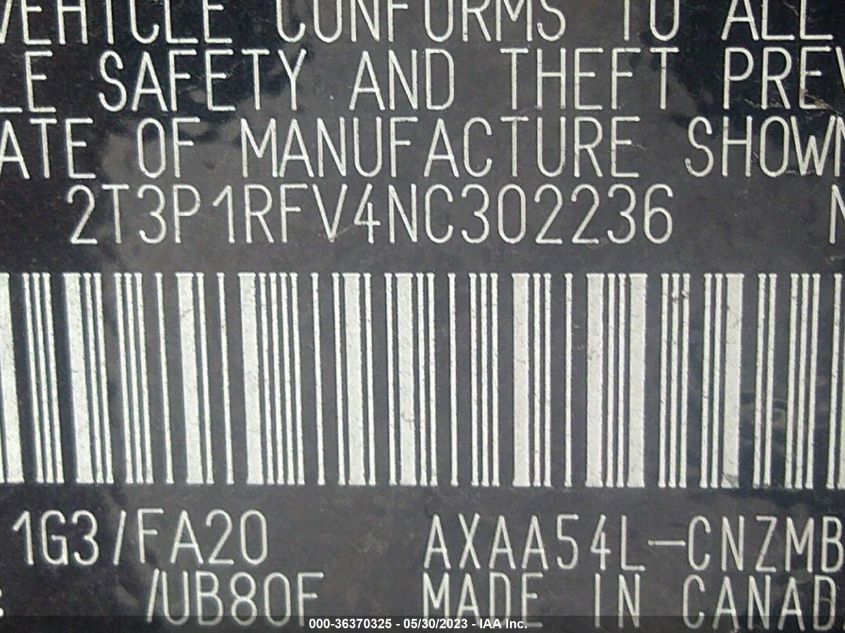 VEHICLE CONFORMS TO ALL
LE SAFETY AND THEFT PREV
ATE OF MANUFACTURE SHOWN
2T3P1RFV4NC302236 N
1G3/FA20 AXAA54L-CNZMB
/UB80F MADE IN CANAD
000-36370325 - 05/30/2023 - IAA Inc.